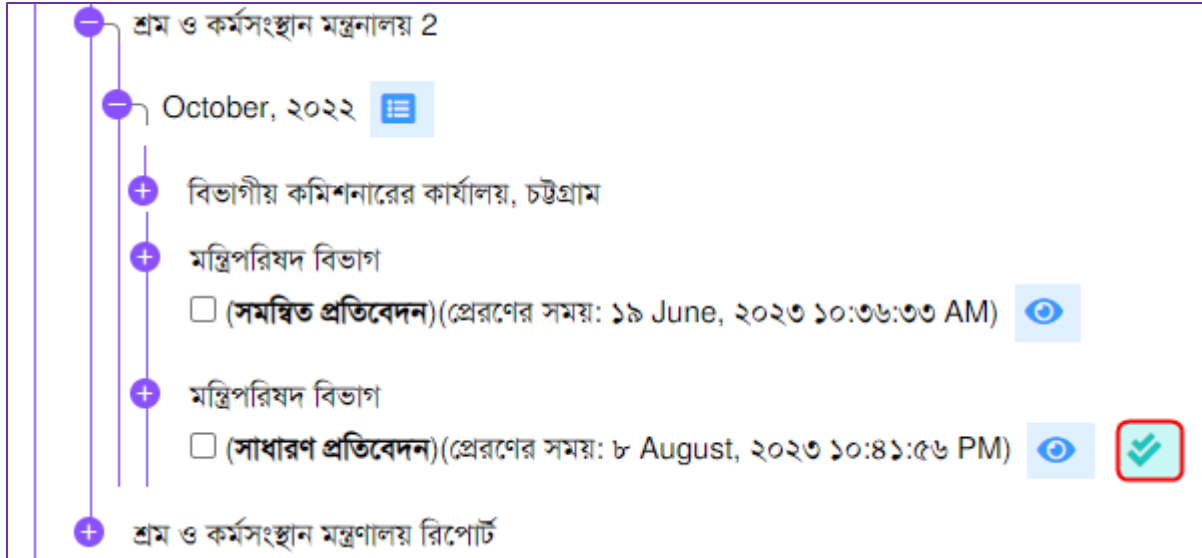 শ্রম ও কর্মসংস্থান মন্ত্রনালয় 2
October, ২০২২
বিভাগীয় কমিশনারের কার্যালয়, চট্টগ্রাম
মন্ত্রিপরিষদ বিভাগ
(সমন্বিত প্রতিবেদন)(প্রেরণের সময়: ১৯ June, ২০২৩ ১০:৩৬:৩৩ AM)
মন্ত্রিপরিষদ বিভাগ
(সাধারণ প্রতিবেদন)(প্রেরণের সময়: ৮ August, ২০২৩ ১০:৪১:৫৬ PM)
শ্রম ও কর্মসংস্থান মন্ত্রণালয় রিপোর্ট